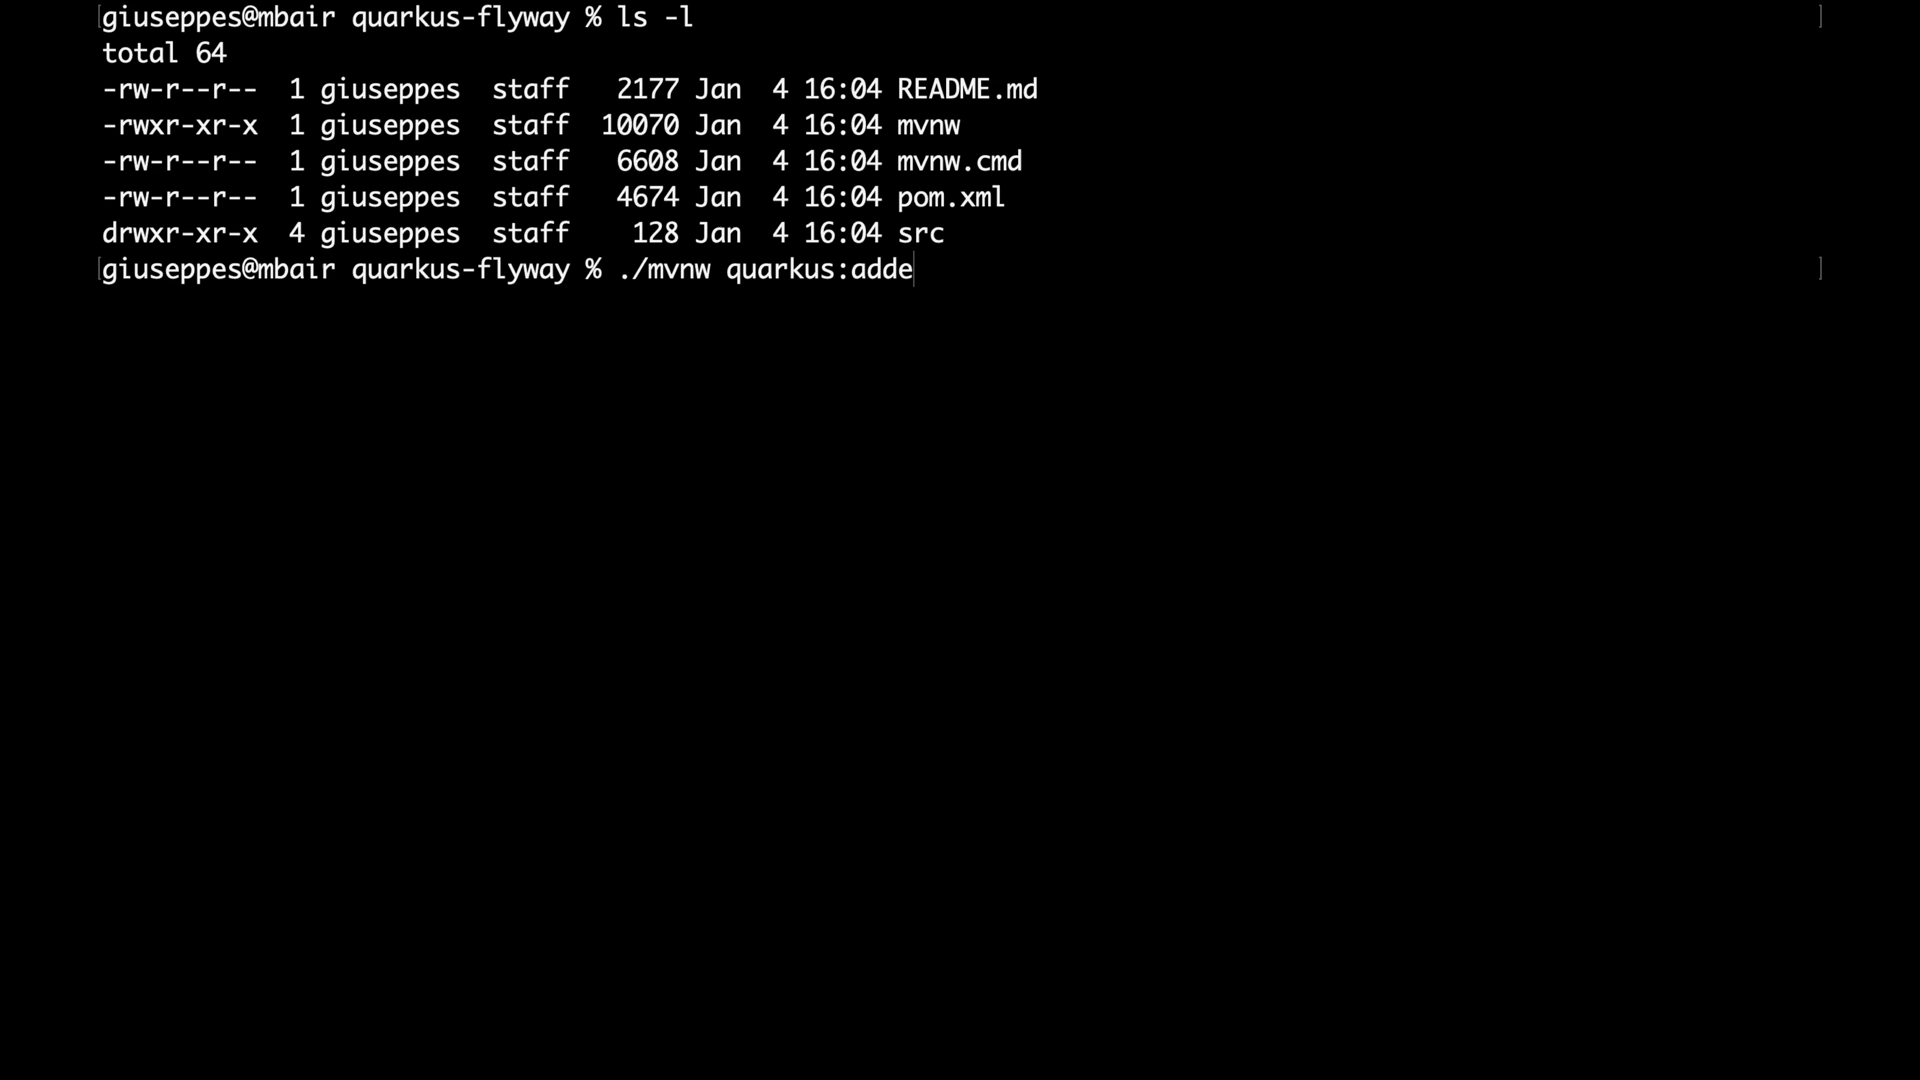 giuseppes@mbair quarkus-flyway % ls -l
total 64
-rw-r--r--  1 giuseppes  staff   2177 Jan  4 16:04 README.md
-rwxr-xr-x  1 giuseppes  staff  10070 Jan  4 16:04 mvnw
-rw-r--r--  1 giuseppes  staff   6608 Jan  4 16:04 mvnw.cmd
-rw-r--r--  1 giuseppes  staff   4674 Jan  4 16:04 pom.xml
drwxr-xr-x  4 giuseppes  staff    128 Jan  4 16:04 src
giuseppes@mbair quarkus-flyway % ./mvnw quarkus:adde